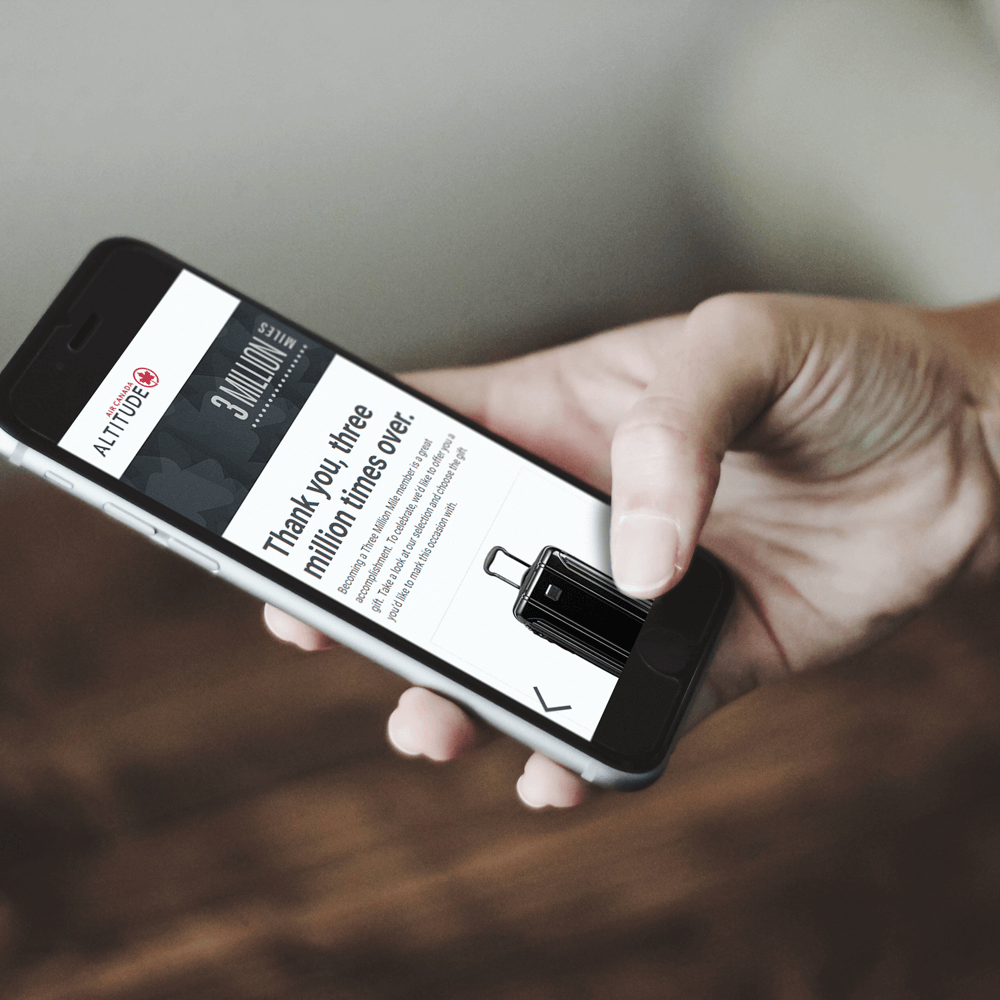 AIR CANADA
ALTITUDE
3 MILLION
MILES
Thank you, three
million times over.
Becoming a Three Million Mile member is a great
accomplishment. To celebrate, we'd like to offer you a
gift. Take a look at our selection and choose the gift
you'd like to mark this occasion with.